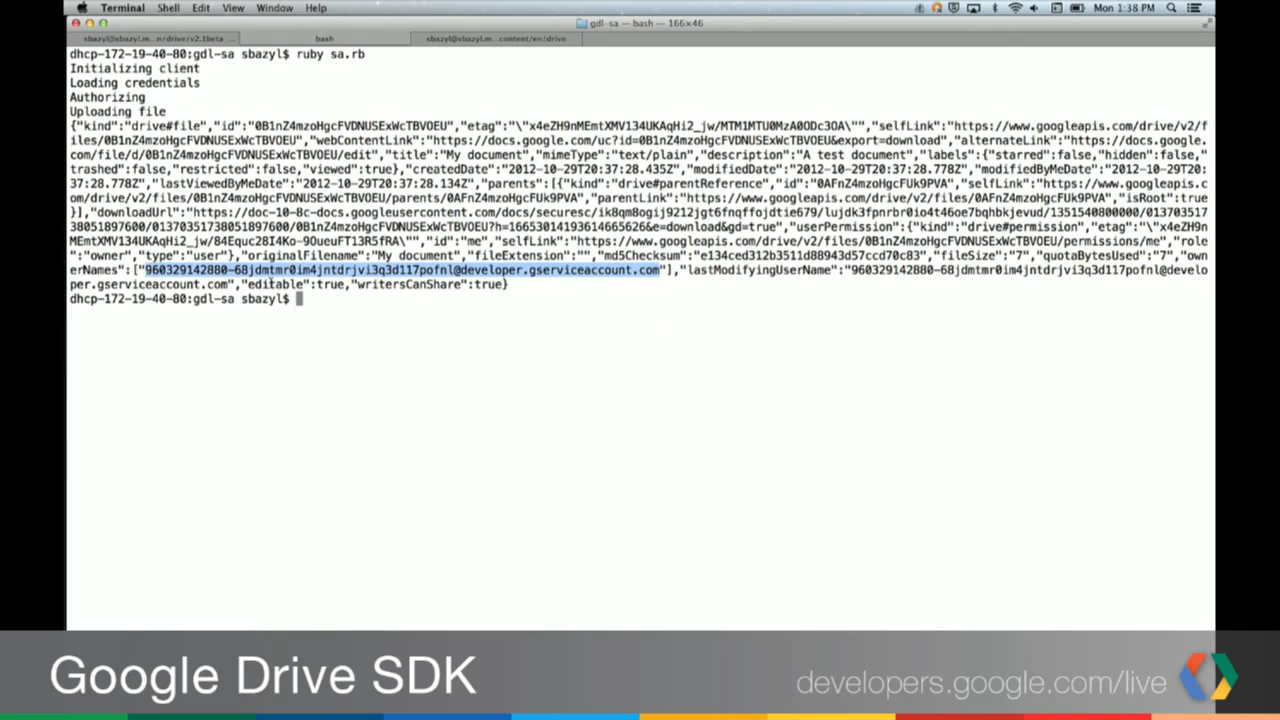 Terminal Shell Edit View Window Help Mon 1:38 PM
gdl-sa — bash — 166×46
sbazyl@sbazyl.m...n/drive/v2.1beta bash sbazyl@sbazyl.m...content/en/drive
dhcp-172-19-40-80:gdl-sa sbazyl$ ruby sa.rb
Initializing client
Loading credentials
Authorizing
Uploading file
{"kind":"drive#file","id":"0B1nZ4mzoHgcFVDNUSExWcTBVOEU","etag":"\"x4eZH9nMEmtXMV134UKAqHi2_jw/MTM1MTU0MzA0ODc3OA\"","selfLink":"https://www.googleapis.com/drive/v2/f
iles/0B1nZ4mzoHgcFVDNUSExWcTBVOEU","webContentLink":"https://docs.google.com/uc?id=0B1nZ4mzoHgcFVDNUSExWcTBVOEU&export=download","alternateLink":"https://docs.google.
com/file/d/0B1nZ4mzoHgcFVDNUSExWcTBVOEU/edit","title":"My document","mimeType":"text/plain","description":"A test document","labels":{"starred":false,"hidden":false,"
trashed":false,"restricted":false,"viewed":true},"createdDate":"2012-10-29T20:37:28.435Z","modifiedDate":"2012-10-29T20:37:28.778Z","modifiedByMeDate":"2012-10-29T20:
37:28.778Z","lastViewedByMeDate":"2012-10-29T20:37:28.134Z","parents":[{"kind":"drive#parentReference","id":"0AFnZ4mzoHgcFUk9PVA","selfLink":"https://www.googleapis.c
om/drive/v2/files/0B1nZ4mzoHgcFVDNUSExWcTBVOEU/parents/0AFnZ4mzoHgcFUk9PVA","parentLink":"https://www.googleapis.com/drive/v2/files/0AFnZ4mzoHgcFUk9PVA","isRoot":true
}],"downloadUrl":"https://doc-10-8c-docs.googleusercontent.com/docs/securesc/ik8qm8ogij9212jgt6fnqffojdtie679/lujdk3fpnrbr0io4t46oe7bqhbkjevud/1351540800000/013703517
38051897600/01370351738051897600/0B1nZ4mzoHgcFVDNUSExWcTBVOEU?h=16653014193614665626&e=download&gd=true","userPermission":{"kind":"drive#permission","etag":"\"x4eZH9n
MEmtXMV134UKAqHi2_jw/84Equc28I4Ko-9OueuFT13R5fRA\"","id":"me","selfLink":"https://www.googleapis.com/drive/v2/files/0B1nZ4mzoHgcFVDNUSExWcTBVOEU/permissions/me","role
":"owner","type":"user"},"originalFilename":"My document","fileExtension":"","md5Checksum":"e134ced312b3511d88943d57ccd70c83","fileSize":"7","quotaBytesUsed":"7","own
erNames":["960329142880-68jdmtmr0im4jntdrjvi3q3d117pofnl@developer.gserviceaccount.com"],"lastModifyingUserName":"960329142880-68jdmtmr0im4jntdrjvi3q3d117pofnl@develo
per.gserviceaccount.com","editable":true,"writersCanShare":true}
dhcp-172-19-40-80:gdl-sa sbazyl$
Google Drive SDK
developers.google.com/live